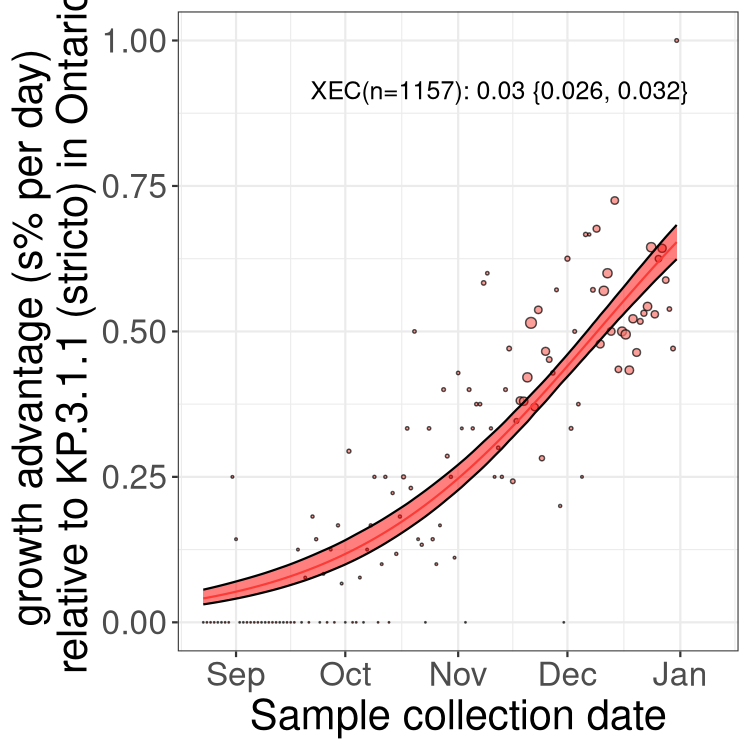 growth advantage (s% per day)
relative to KP.3.1.1 (stricto) in Ontario
1.00
0.75
0.50
0.25
0.00
XEC(n=1157): 0.03 {0.026, 0.032}
Sep Oct Nov Dec Jan
Sample collection date